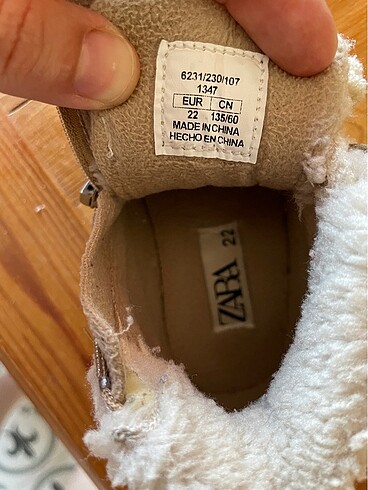 6231/230/107
1347
EUR CN
22 135/60
MADE IN CHINA
HECHO EN CHINA
ZARA 22